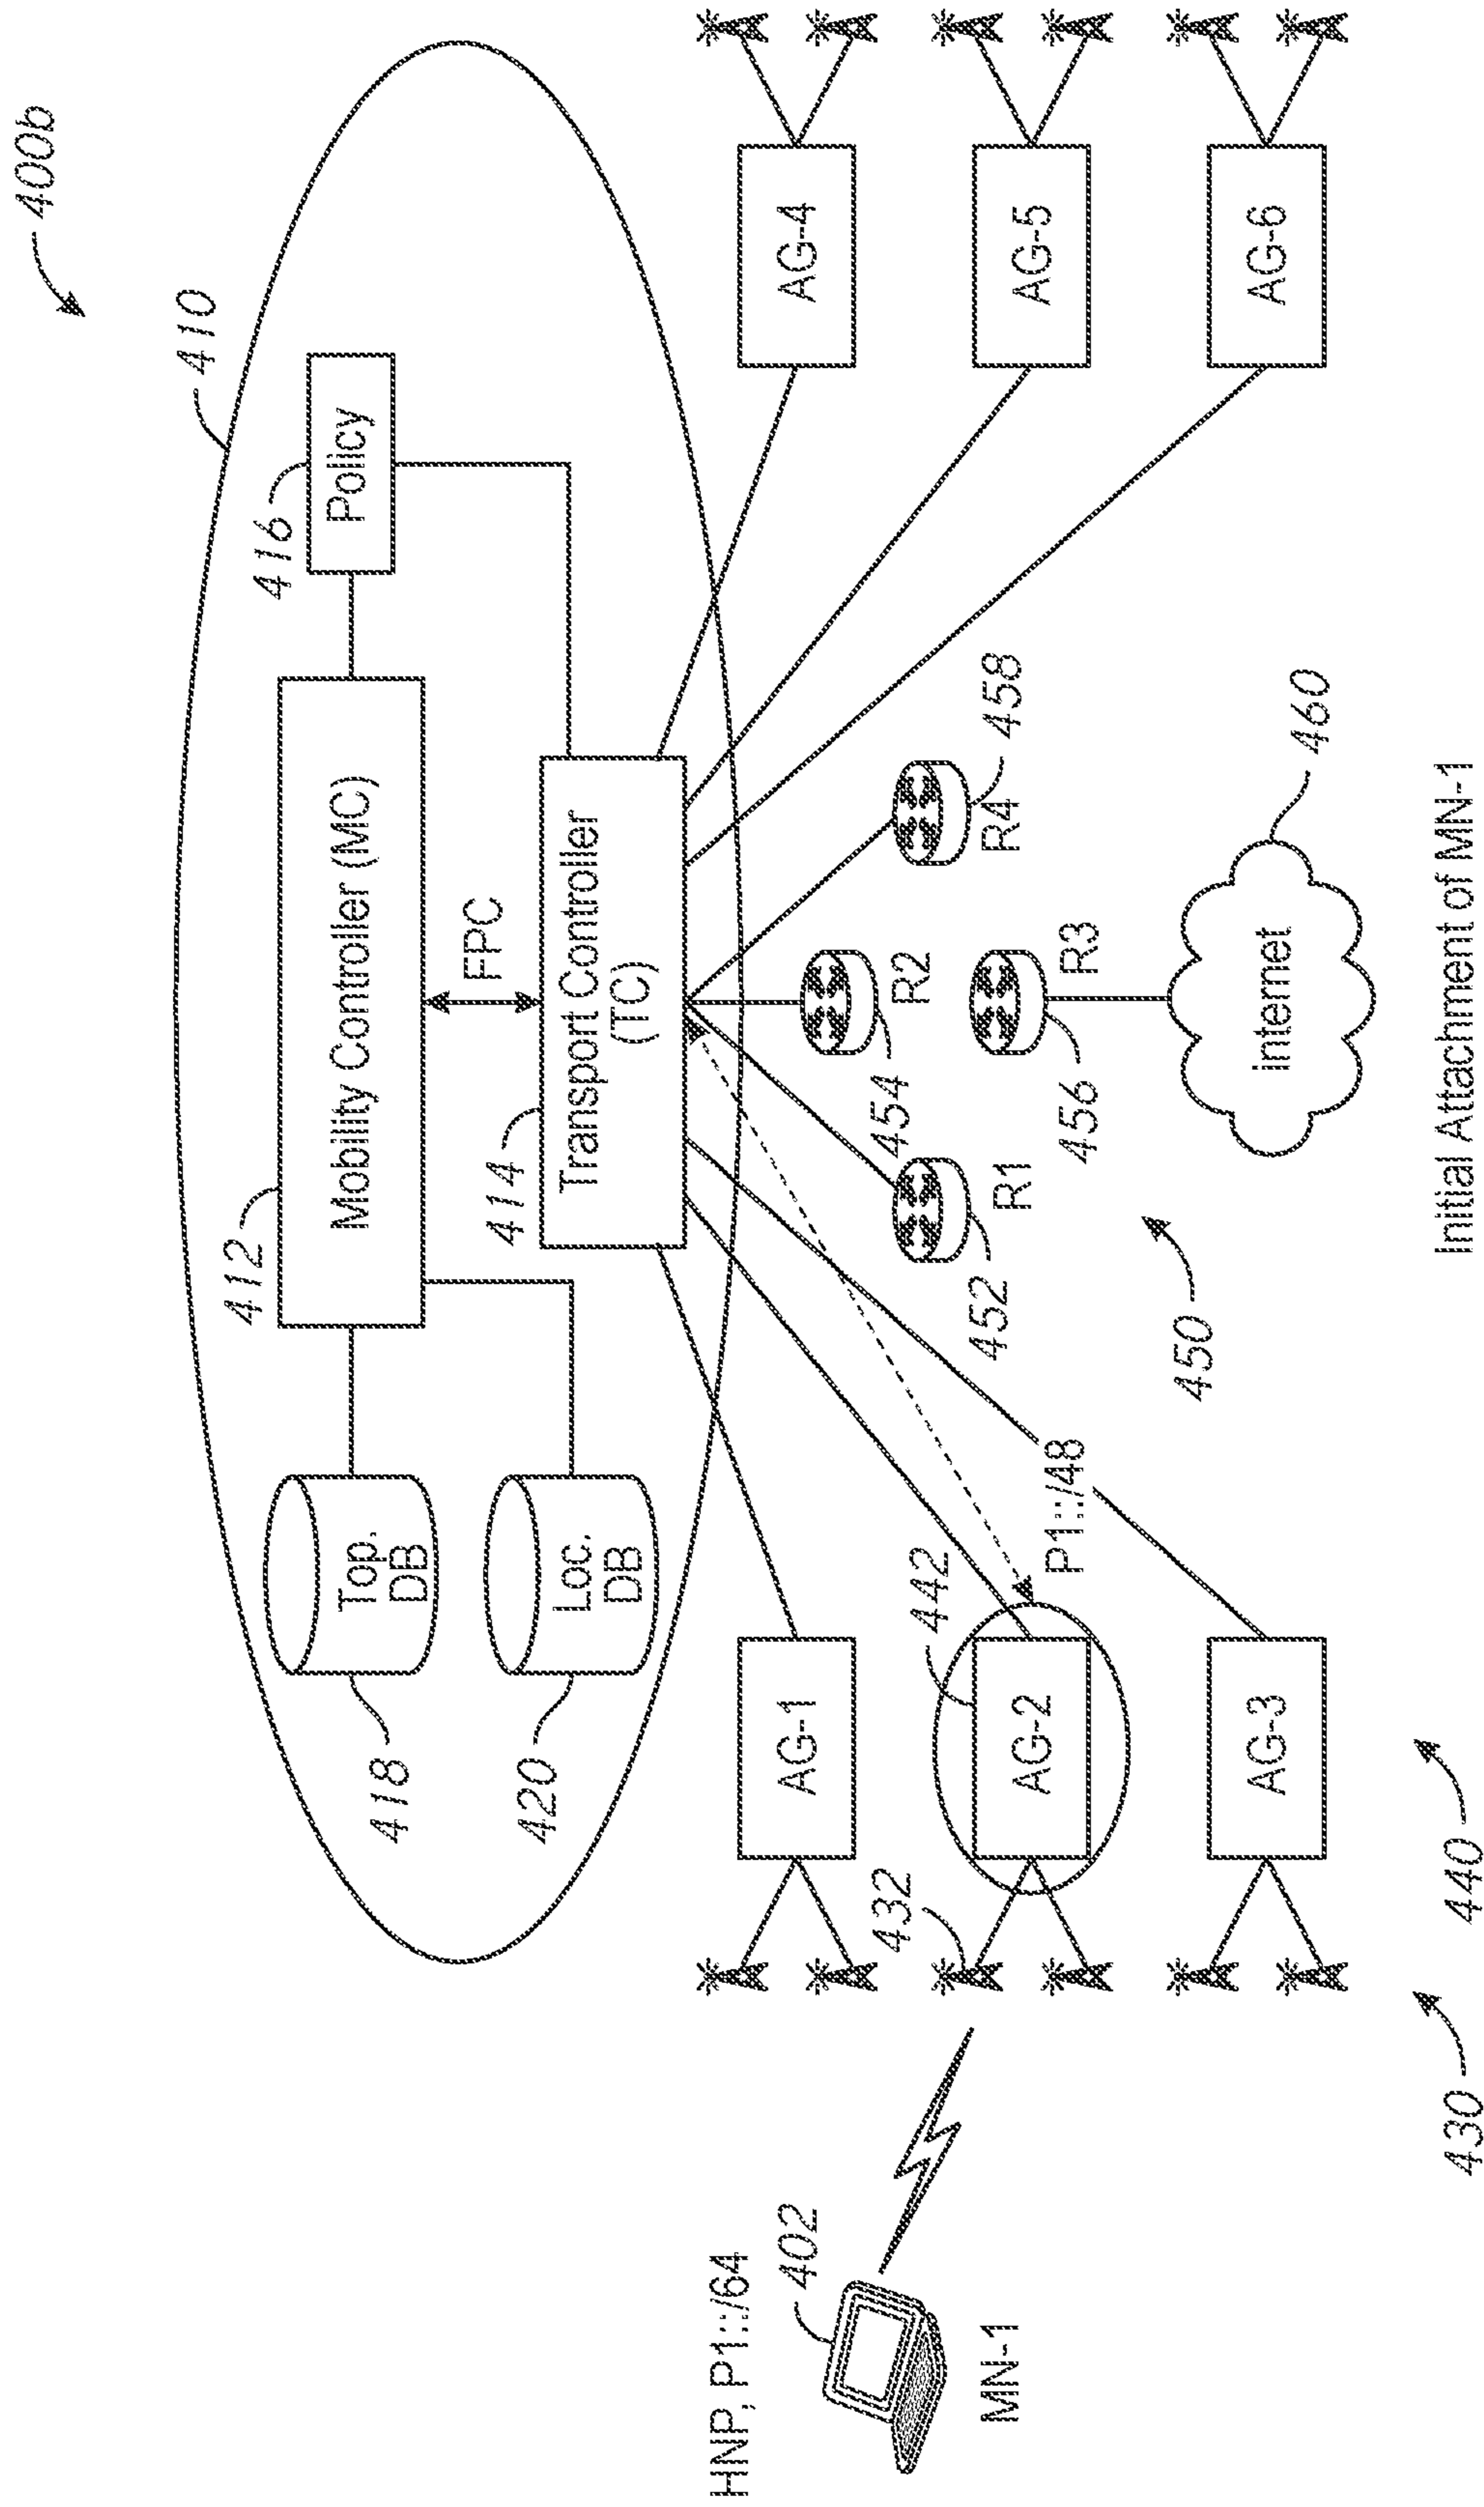 400b
410
412
Mobility Controller (MC)
416
Policy
418
Top.
DB
FPC
420
Loc.
DB
414
Transport Controller
(TC)
HNP, P1::/64
402
MN-1
432
AG-1
442
AG-2
AG-3
P1::/48
454
R2
452
R1
456
R3
R4
458
AG-4
AG-5
AG-6
450
Internet
460
430
440
Initial Attachment of MN-1